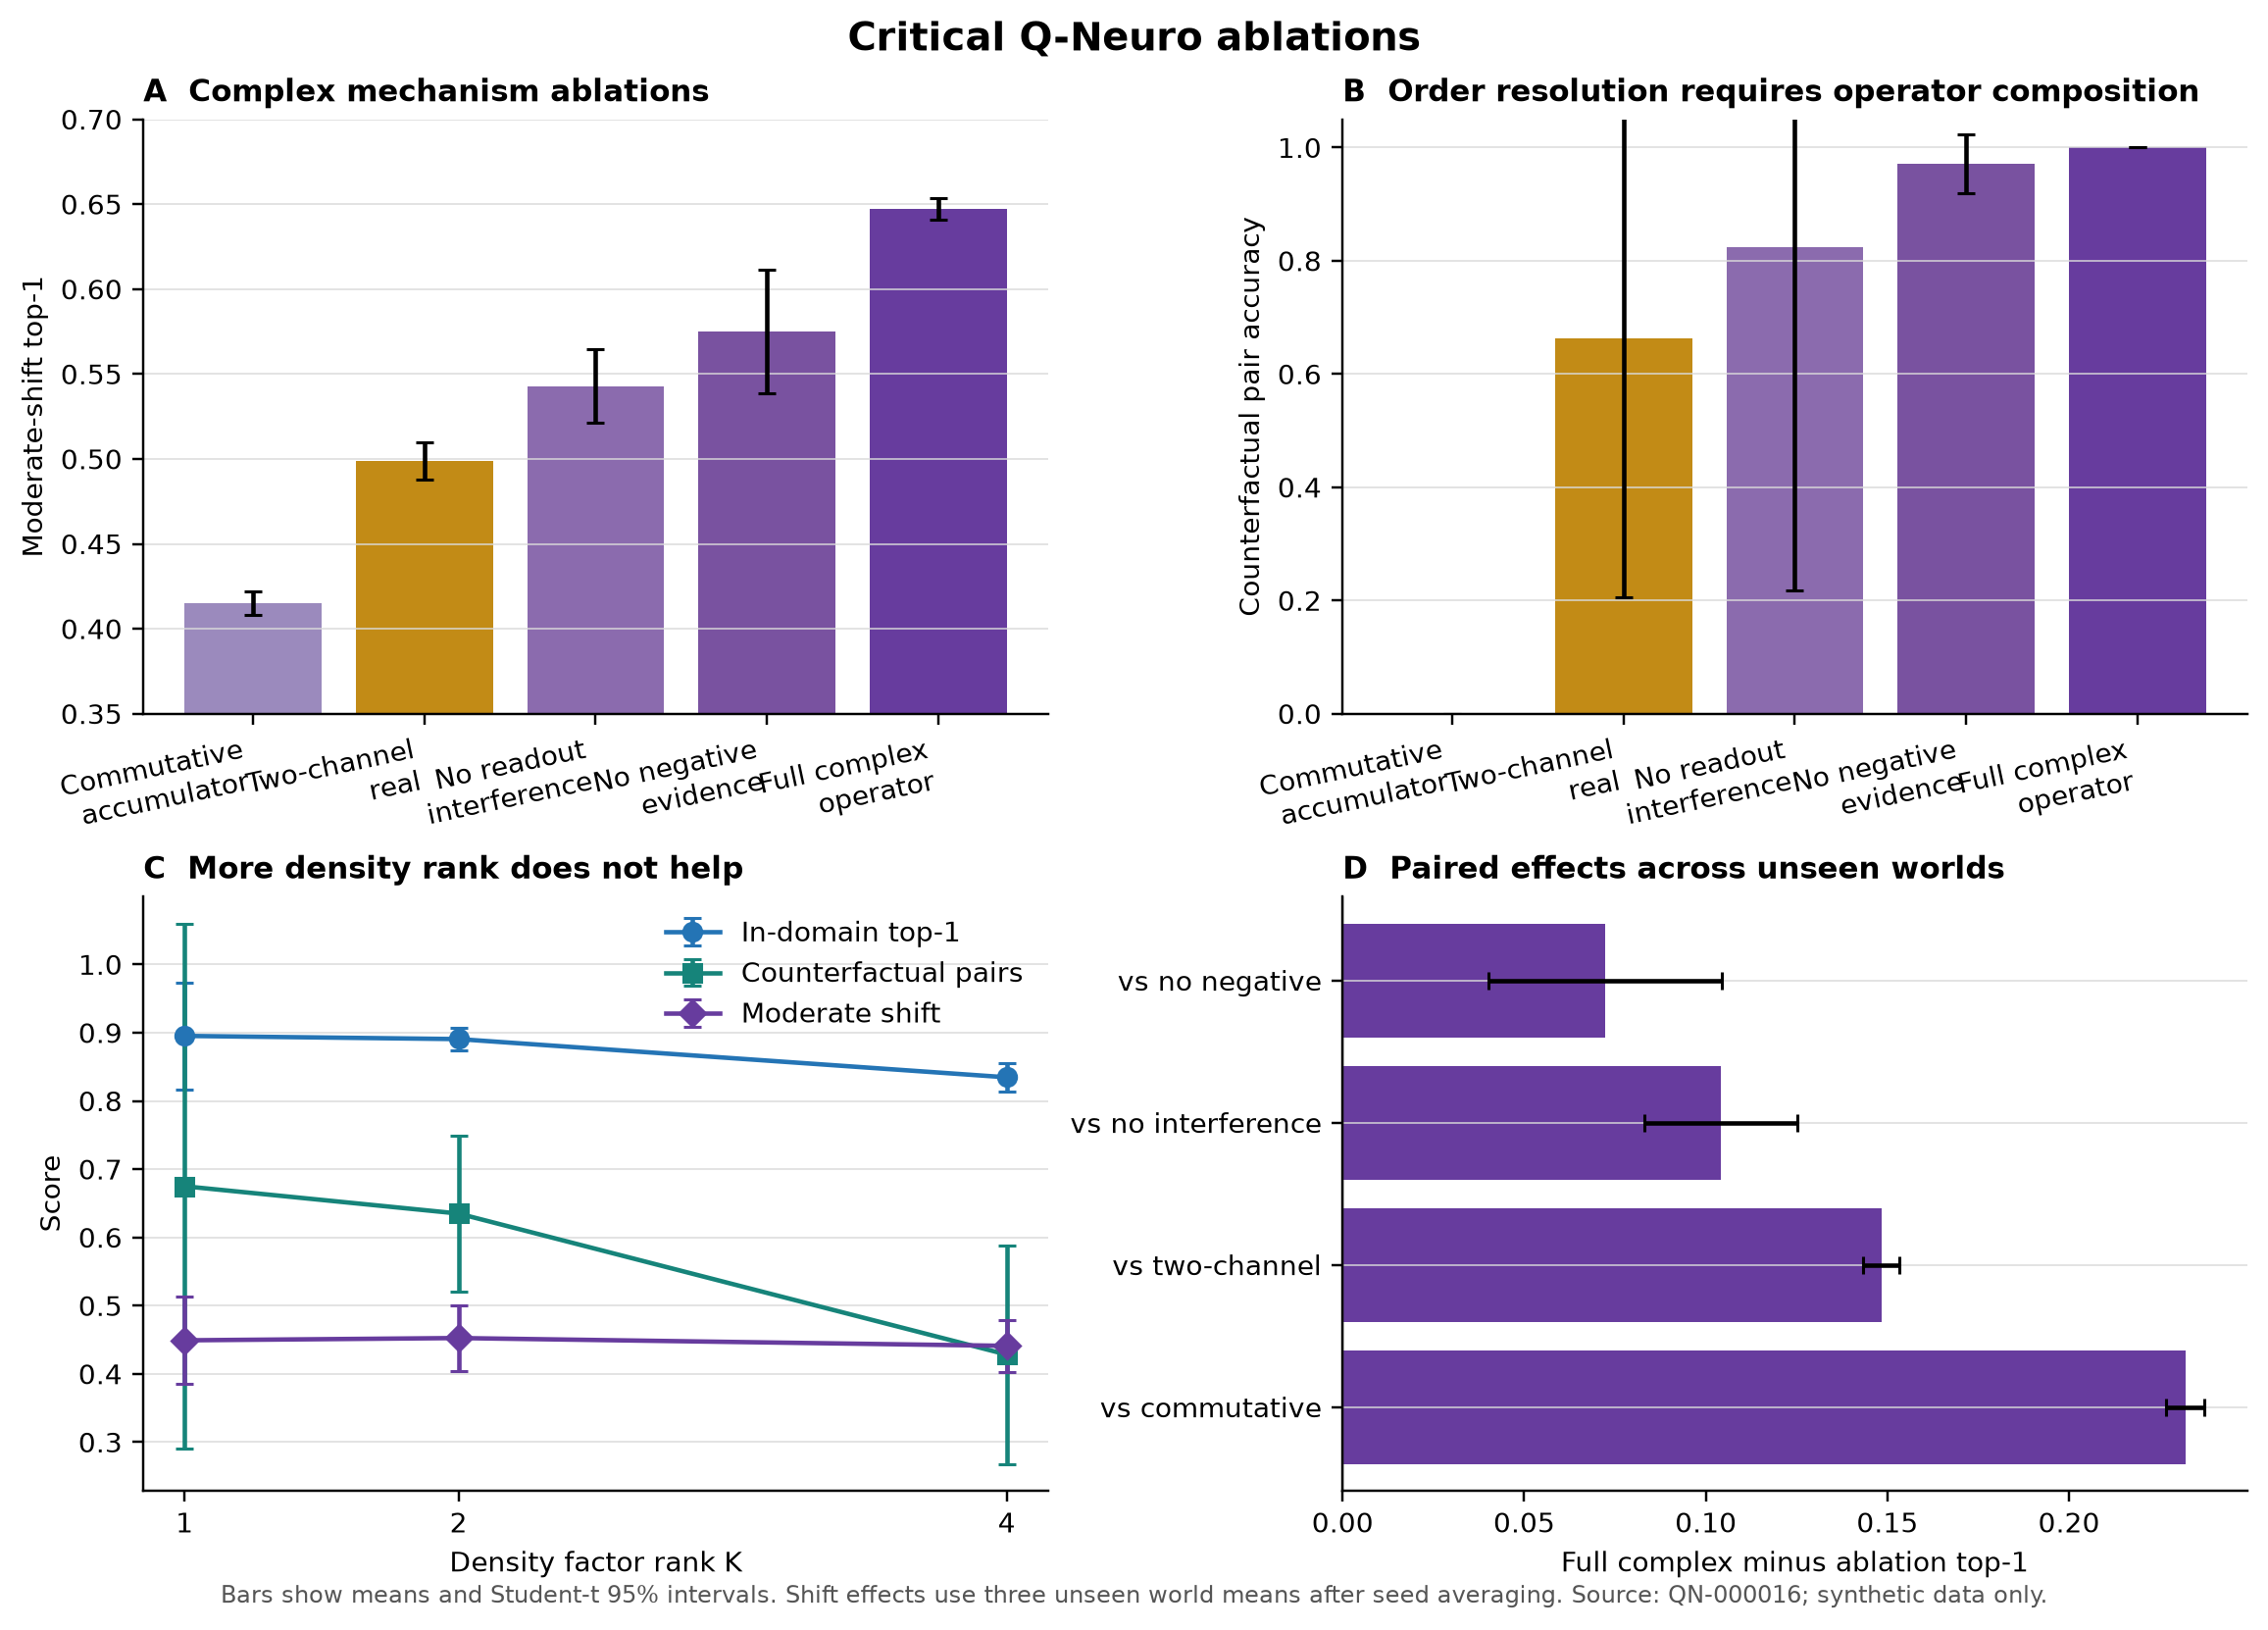 Critical Q-Neuro ablations
A Complex mechanism ablations
0.70
0.65
0.60
0.55
0.50
0.45
0.40
0.35
Moderate-shift top-1
Commutative
accumulator
Two-channel
real
No readout
interference
No negative
evidence
Full complex
operator
B Order resolution requires operator composition
1.0
0.8
0.6
0.4
0.2
0.0
Counterfactual pair accuracy
Commutative
accumulator
Two-channel
real
No readout
interference
No negative
evidence
Full complex
operator
C More density rank does not help
In-domain top-1
Counterfactual pairs
Moderate shift
1.0
0.9
0.8
0.7
0.6
0.5
0.4
0.3
Score
1 2 4
Density factor rank K
D Paired effects across unseen worlds
vs no negative
vs no interference
vs two-channel
vs commutative
0.00 0.05 0.10 0.15 0.20
Full complex minus ablation top-1
Bars show means and Student-t 95% intervals. Shift effects use three unseen world means after seed averaging. Source: QN-000016; synthetic data only.